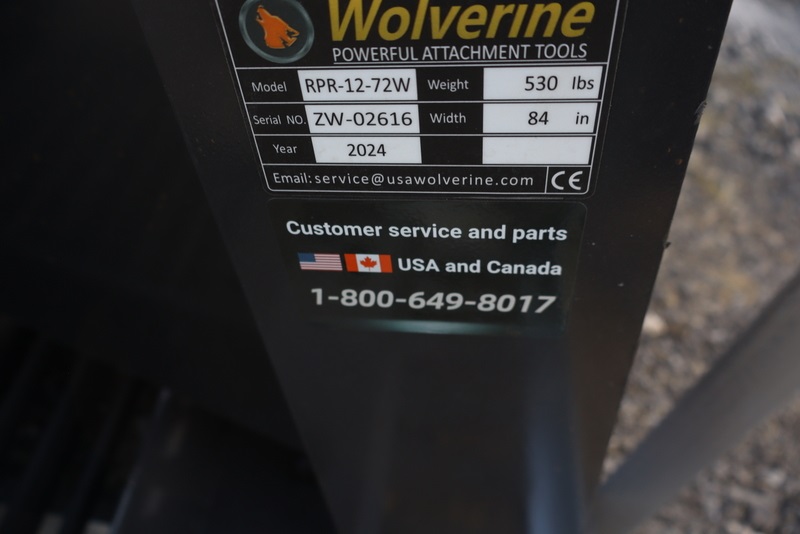 Wolverine
POWERFUL ATTACHMENT TOOLS
Model RPR-12-72W Weight 530 lbs
Serial NO. ZW-02616 Width 84 in
Year 2024
Email: service@usawolverine.com CE
Customer service and parts
USA and Canada
1-800-649-8017